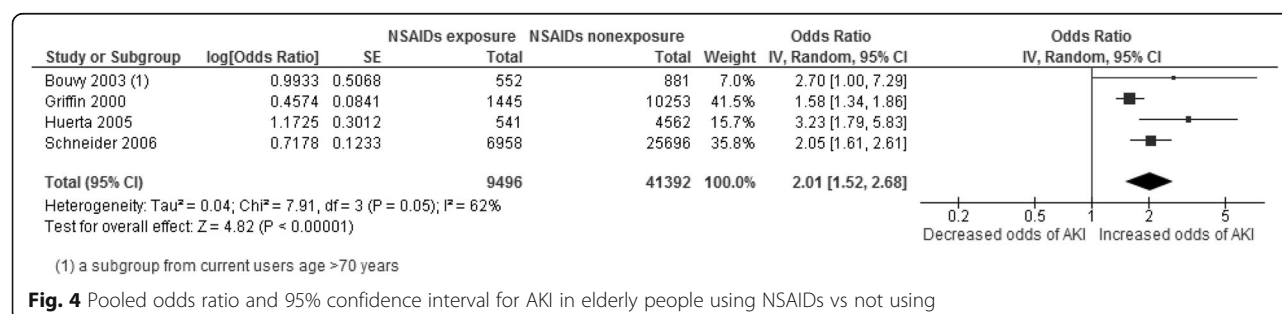 NSAIDs exposure NSAIDs nonexposure Odds Ratio Odds Ratio
Study or Subgroup log[Odds Ratio] SE Total Total Weight IV, Random, 95% CI IV, Random, 95% CI
Bouvy 2003 (1) 0.9933 0.5068 552 881 7.0% 2.70 [1.00, 7.29]
Griffin 2000 0.4574 0.0841 1445 10253 41.5% 1.58 [1.34, 1.86]
Huerta 2005 1.1725 0.3012 541 4562 15.7% 3.23 [1.79, 5.83]
Schneider 2006 0.7178 0.1233 6958 25696 35.8% 2.05 [1.61, 2.61]
Total (95% CI) 9496 41392 100.0% 2.01 [1.52, 2.68]
Heterogeneity: Tau² = 0.04; Chi² = 7.91, df = 3 (P = 0.05); I² = 62%
Test for overall effect: Z = 4.82 (P < 0.00001)
0.2 0.5 1 2 5
Decreased odds of AKI Increased odds of AKI
(1) a subgroup from current users age >70 years
Fig. 4 Pooled odds ratio and 95% confidence interval for AKI in elderly people using NSAIDs vs not using